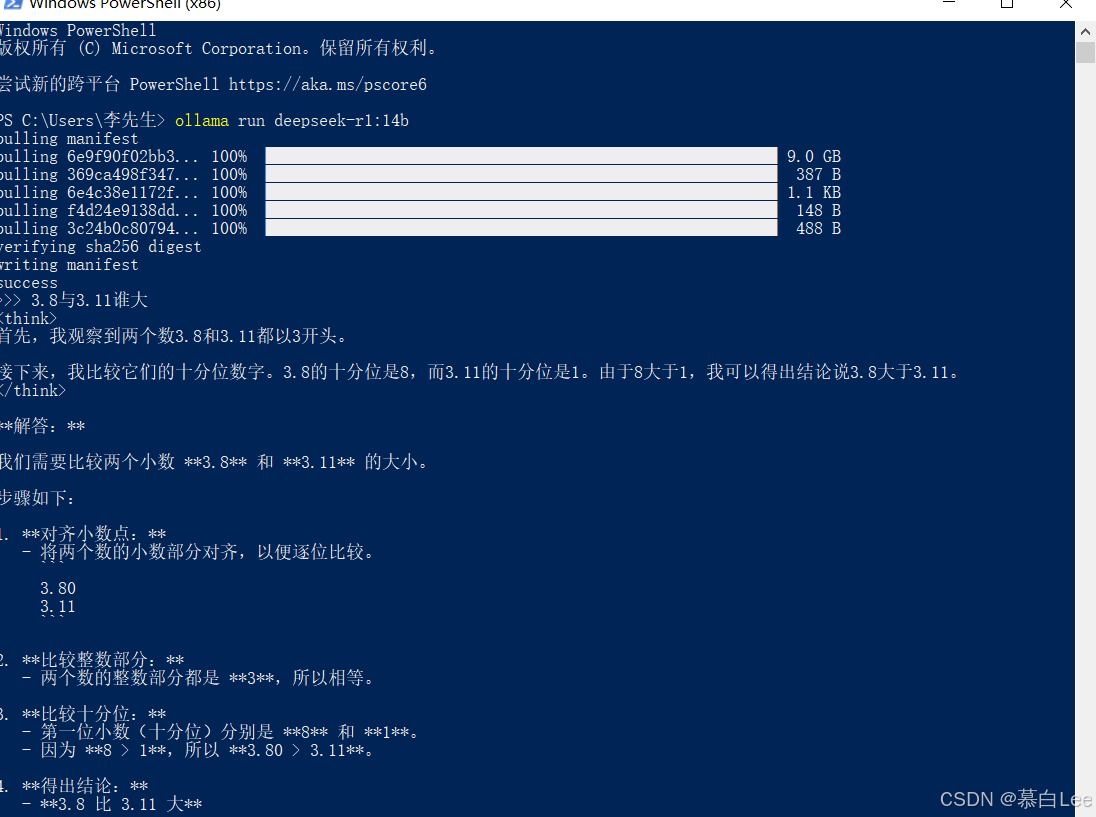 Windows PowerShell (x86)
Windows PowerShell
版权所有 (C) Microsoft Corporation。保留所有权利。
尝试新的跨平台 PowerShell https://aka.ms/pscore6
PS C:\Users\李先生> ollama run deepseek-r1:14b
pulling manifest
pulling 6e9f90f02bb3... 100% 9.0 GB
pulling 369ca498f347... 100% 387 B
pulling 6e4c38e1172f... 100% 1.1 KB
pulling f4d24e9138dd... 100% 148 B
pulling 3c24b0c80794... 100% 488 B
verifying sha256 digest
writing manifest
success
>>> 3.8与3.11谁大
<think>
首先，我观察到两个数3.8和3.11都以3开头。
接下来，我比较它们的十分位数字。3.8的十分位是8，而3.11的十分位是1。由于8大于1，我可以得出结论说3.8大于3.11。
</think>
**解答：**
我们需要比较两个小数 **3.8** 和 **3.11** 的大小。
步骤如下：
1. **对齐小数点：**
- 将两个数的小数部分对齐，以便逐位比较。
```
3.80
3.11
```
2. **比较整数部分：**
- 两个数的整数部分都是 **3**，所以相等。
3. **比较十分位：**
- 第一位小数（十分位）分别是 **8** 和 **1**。
- 因为 **8 > 1**，所以 **3.80 > 3.11**。
4. **得出结论：**
- **3.8 比 3.11 大**
CSDN @慕白Lee